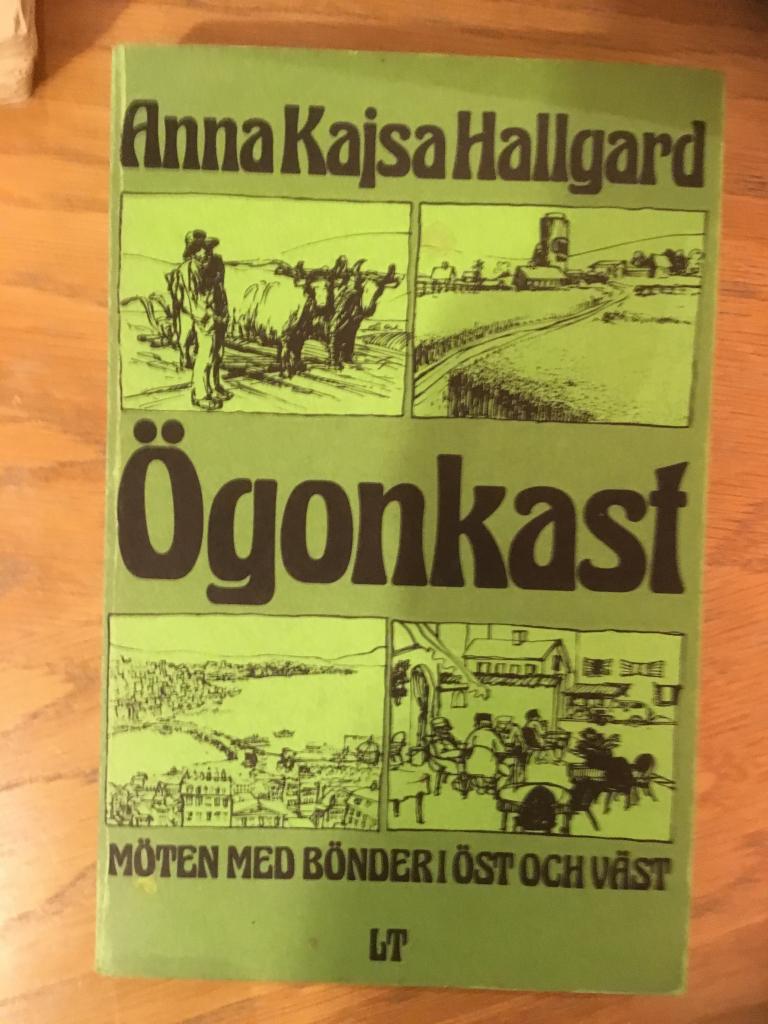 Anna Kajsa Hallgard
Ögonkast
MÖTEN MED BÖNDER I ÖST OCH VÄST
LT